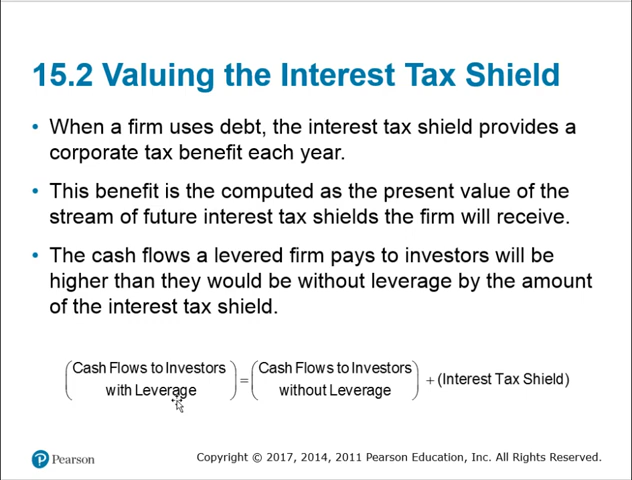 15.2 Valuing the Interest Tax Shield
• When a firm uses debt, the interest tax shield provides a
corporate tax benefit each year.
• This benefit is the computed as the present value of the
stream of future interest tax shields the firm will receive.
• The cash flows a levered firm pays to investors will be
higher than they would be without leverage by the amount
of the interest tax shield.
(Cash Flows to Investors with Leverage) = (Cash Flows to Investors without Leverage) + (Interest Tax Shield)
Pearson
Copyright © 2017, 2014, 2011 Pearson Education, Inc. All Rights Reserved.